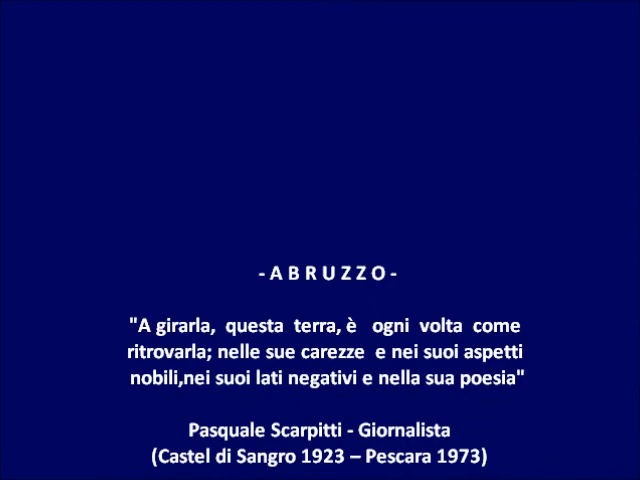 - A B R U Z Z O -
"A girarla, questa terra, è ogni volta come
ritrovarla; nelle sue carezze e nei suoi aspetti
nobili,nei suoi lati negativi e nella sua poesia"
Pasquale Scarpitti - Giornalista
(Castel di Sangro 1923 – Pescara 1973)